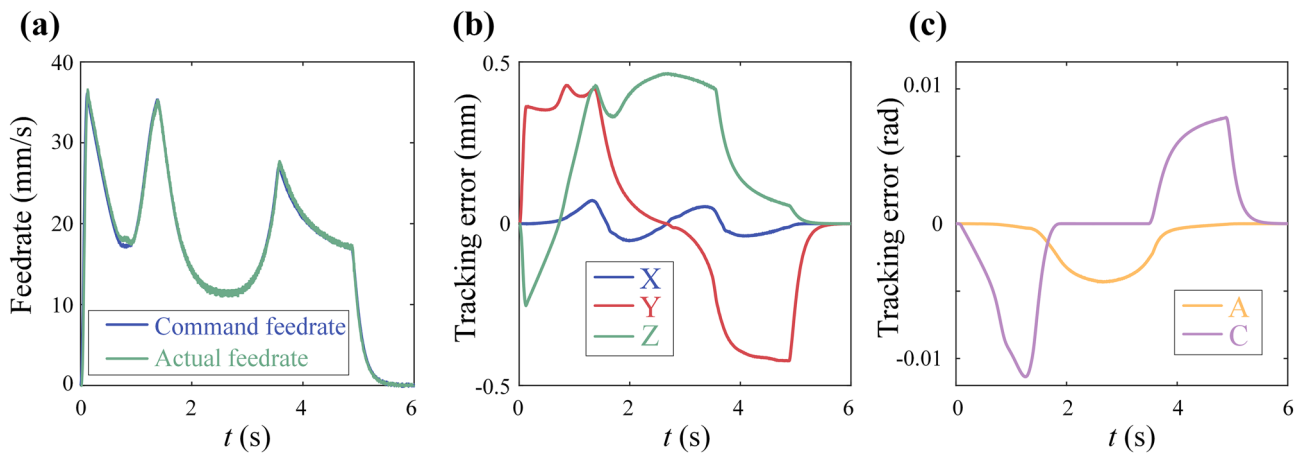 (a)
Feedrate (mm/s)
40
30
20
10
0
Command feedrate
Actual feedrate
0 2 4 6
t (s)
(b)
Tracking error (mm)
0.5
0
-0.5
X
Y
Z
0 2 4 6
t (s)
(c)
Tracking error (rad)
0.01
0
-0.01
A
C
0 2 4 6
t (s)